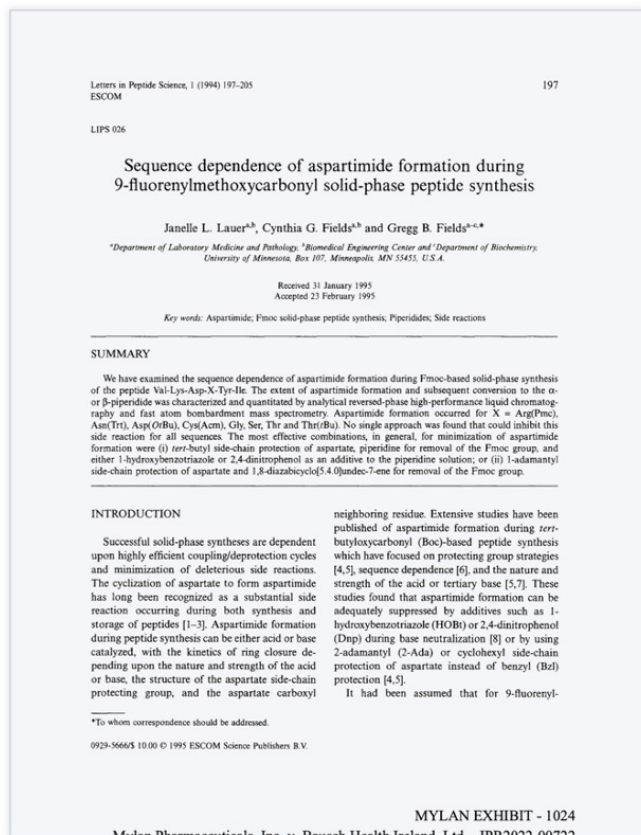 Letters in Peptide Science, 1 (1994) 197–205
197
ESCOM
LIPS 026
Sequence dependence of aspartimide formation during
9-fluorenylmethoxycarbonyl solid-phase peptide synthesis
Janelle L. Lauer^a,b, Cynthia G. Fields^a,b and Gregg B. Fields^a–c,*
^aDepartment of Laboratory Medicine and Pathology, ^bBiomedical Engineering Center and ^cDepartment of Biochemistry,
University of Minnesota, Box 107, Minneapolis, MN 55455, U.S.A.
Received 31 January 1995
Accepted 23 February 1995
Key words: Aspartimide; Fmoc solid-phase peptide synthesis; Piperidides; Side reactions
SUMMARY
We have examined the sequence dependence of aspartimide formation during Fmoc-based solid-phase synthesis
of the peptide Val-Lys-Asp-X-Tyr-Ile. The extent of aspartimide formation and subsequent conversion to the α-
or β-piperidide was characterized and quantitated by analytical reversed-phase high-performance liquid chromatog-
raphy and fast atom bombardment mass spectrometry. Aspartimide formation occurred for X = Arg(Pmc),
Asn(Trt), Asp(OtBu), Cys(Acm), Gly, Ser, Thr and Thr(tBu). No single approach was found that could inhibit this
side reaction for all sequences. The most effective combinations, in general, for minimization of aspartimide
formation were (i) tert-butyl side-chain protection of aspartate, piperidine for removal of the Fmoc group, and
either 1-hydroxybenzotriazole or 2,4-dinitrophenol as an additive to the piperidine solution; or (ii) 1-adamantyl
side-chain protection of aspartate and 1,8-diazabicyclo[5.4.0]undec-7-ene for removal of the Fmoc group.
INTRODUCTION
Successful solid-phase syntheses are dependent
upon highly efficient coupling/deprotection cycles
and minimization of deleterious side reactions.
The cyclization of aspartate to form aspartimide
has long been recognized as a substantial side
reaction occurring during both synthesis and
storage of peptides [1–3]. Aspartimide formation
during peptide synthesis can be either acid or base
catalyzed, with the kinetics of ring closure de-
pending upon the nature and strength of the acid
or base, the structure of the aspartate side-chain
protecting group, and the aspartate carboxyl
neighboring residue. Extensive studies have been
published of aspartimide formation during tert-
butyloxycarbonyl (Boc)-based peptide synthesis
which have focused on protecting group strategies
[4,5], sequence dependence [6], and the nature and
strength of the acid or tertiary base [5,7]. These
studies found that aspartimide formation can be
adequately suppressed by additives such as 1-
hydroxybenzotriazole (HOBt) or 2,4-dinitrophenol
(Dnp) during base neutralization [8] or by using
2-adamantyl (2-Ada) or cyclohexyl side-chain
protection of aspartate instead of benzyl (Bzl)
protection [4,5].
It had been assumed that for 9-fluorenyl-
*To whom correspondence should be addressed.
0929-5666/$ 10.00 © 1995 ESCOM Science Publishers B.V.
MYLAN EXHIBIT - 1024
Mylan Pharmaceuticals, Inc. v. Bausch Health Ireland, Ltd.